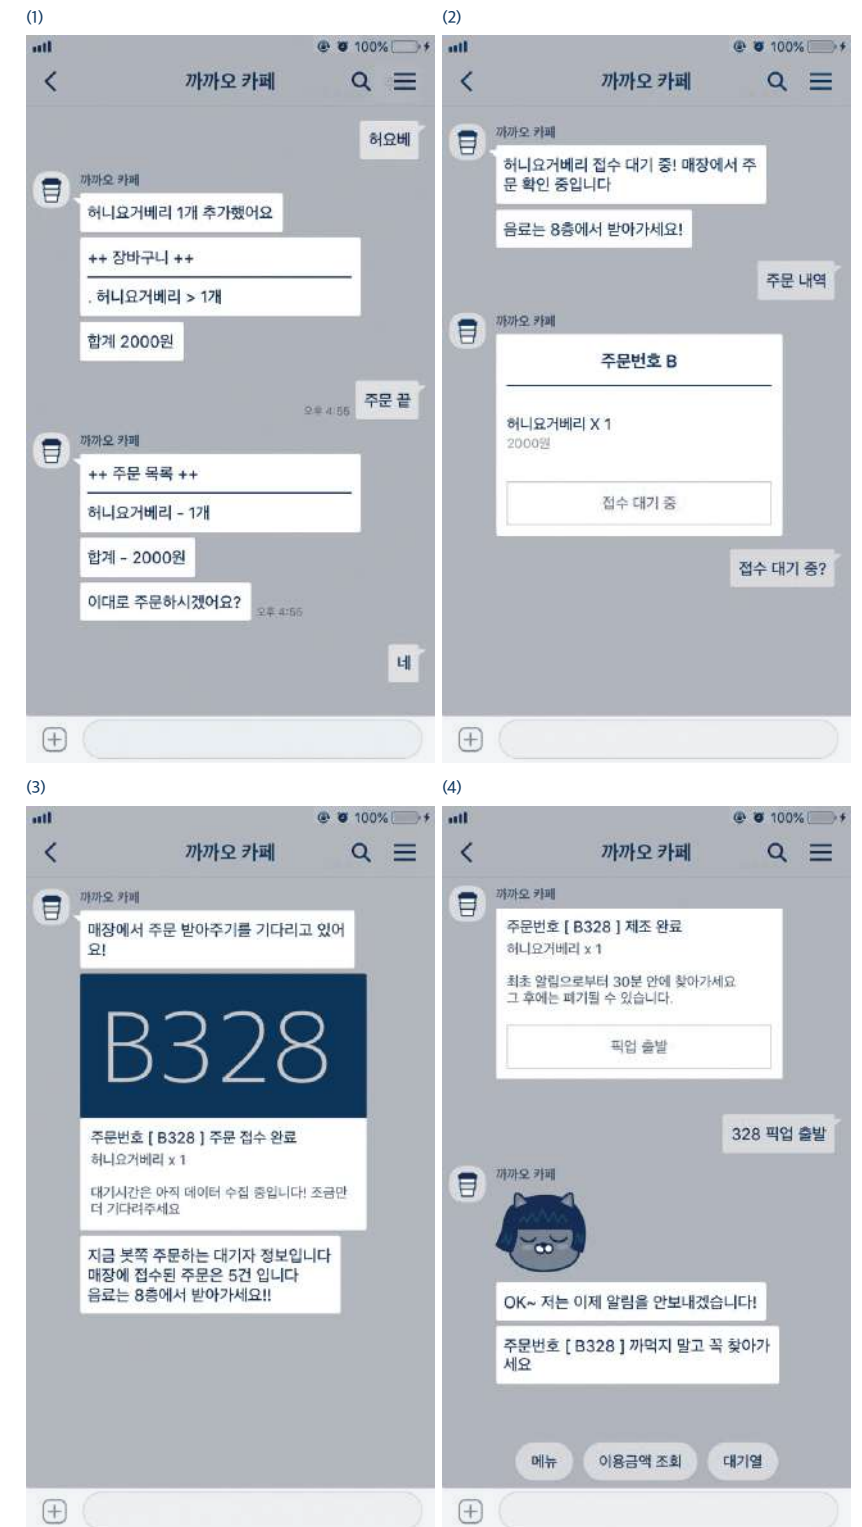 (1)
100%
까까오 카페
허요베
까까오 카페
허니요거베리 1개 추가했어요
++ 장바구니 ++
. 허니요거베리 > 1개
합계 2000원
주문 끝
오후 4:55
까까오 카페
++ 주문 목록 ++
허니요거베리 - 1개
합계 - 2000원
이대로 주문하시겠어요?
오후 4:55
네
(2)
100%
까까오 카페
까까오 카페
허니요거베리 접수 대기 중! 매장에서 주
문 확인 중입니다
음료는 8층에서 받아가세요!
주문 내역
까까오 카페
주문번호 B
허니요거베리 X 1
2000원
접수 대기 중
접수 대기 중?
(3)
100%
까까오 카페
까까오 카페
매장에서 주문 받아주기를 기다리고 있어
요!
B328
주문번호 [ B328 ] 주문 접수 완료
허니요거베리 x 1
대기시간은 아직 데이터 수집 중입니다! 조금만
더 기다려주세요
지금 봇쪽 주문하는 대기자 정보입니다
매장에 접수된 주문은 5건 입니다
음료는 8층에서 받아가세요!!
(4)
100%
까까오 카페
까까오 카페
주문번호 [ B328 ] 제조 완료
허니요거베리 x 1
최초 알림으로부터 30분 안에 찾아가세요
그 후에는 폐기될 수 있습니다.
픽업 출발
328 픽업 출발
까까오 카페
OK~ 저는 이제 알림을 안보내겠습니다!
주문번호 [ B328 ] 까먹지 말고 꼭 찾아가
세요
메뉴
이용금액 조회
대기열